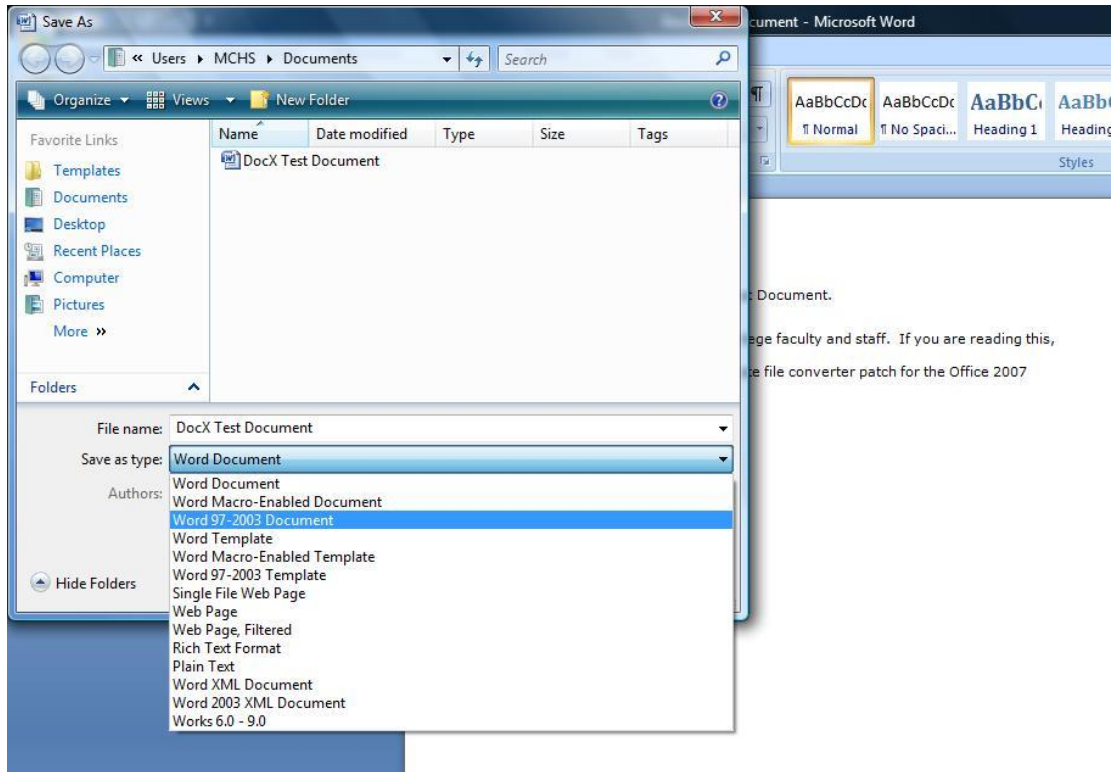 Save As
cument - Microsoft Word
« Users ▸ MCHS ▸ Documents
Search
Organize
Views
New Folder
Favorite Links
Templates
Documents
Desktop
Recent Places
Computer
Pictures
More »
Folders
Name Date modified Type Size Tags
DocX Test Document
File name: DocX Test Document
Save as type: Word Document
Authors:
Word Document
Word Macro-Enabled Document
Word 97-2003 Document
Word Template
Word Macro-Enabled Template
Word 97-2003 Template
Single File Web Page
Web Page
Web Page, Filtered
Rich Text Format
Plain Text
Word XML Document
Word 2003 XML Document
Works 6.0 - 9.0
Hide Folders
¶
AaBbCcDc AaBbCcDc AaBbC AaBb
¶ Normal ¶ No Spaci... Heading 1 Heading
Styles
Document.
ege faculty and staff. If you are reading this,
file converter patch for the Office 2007